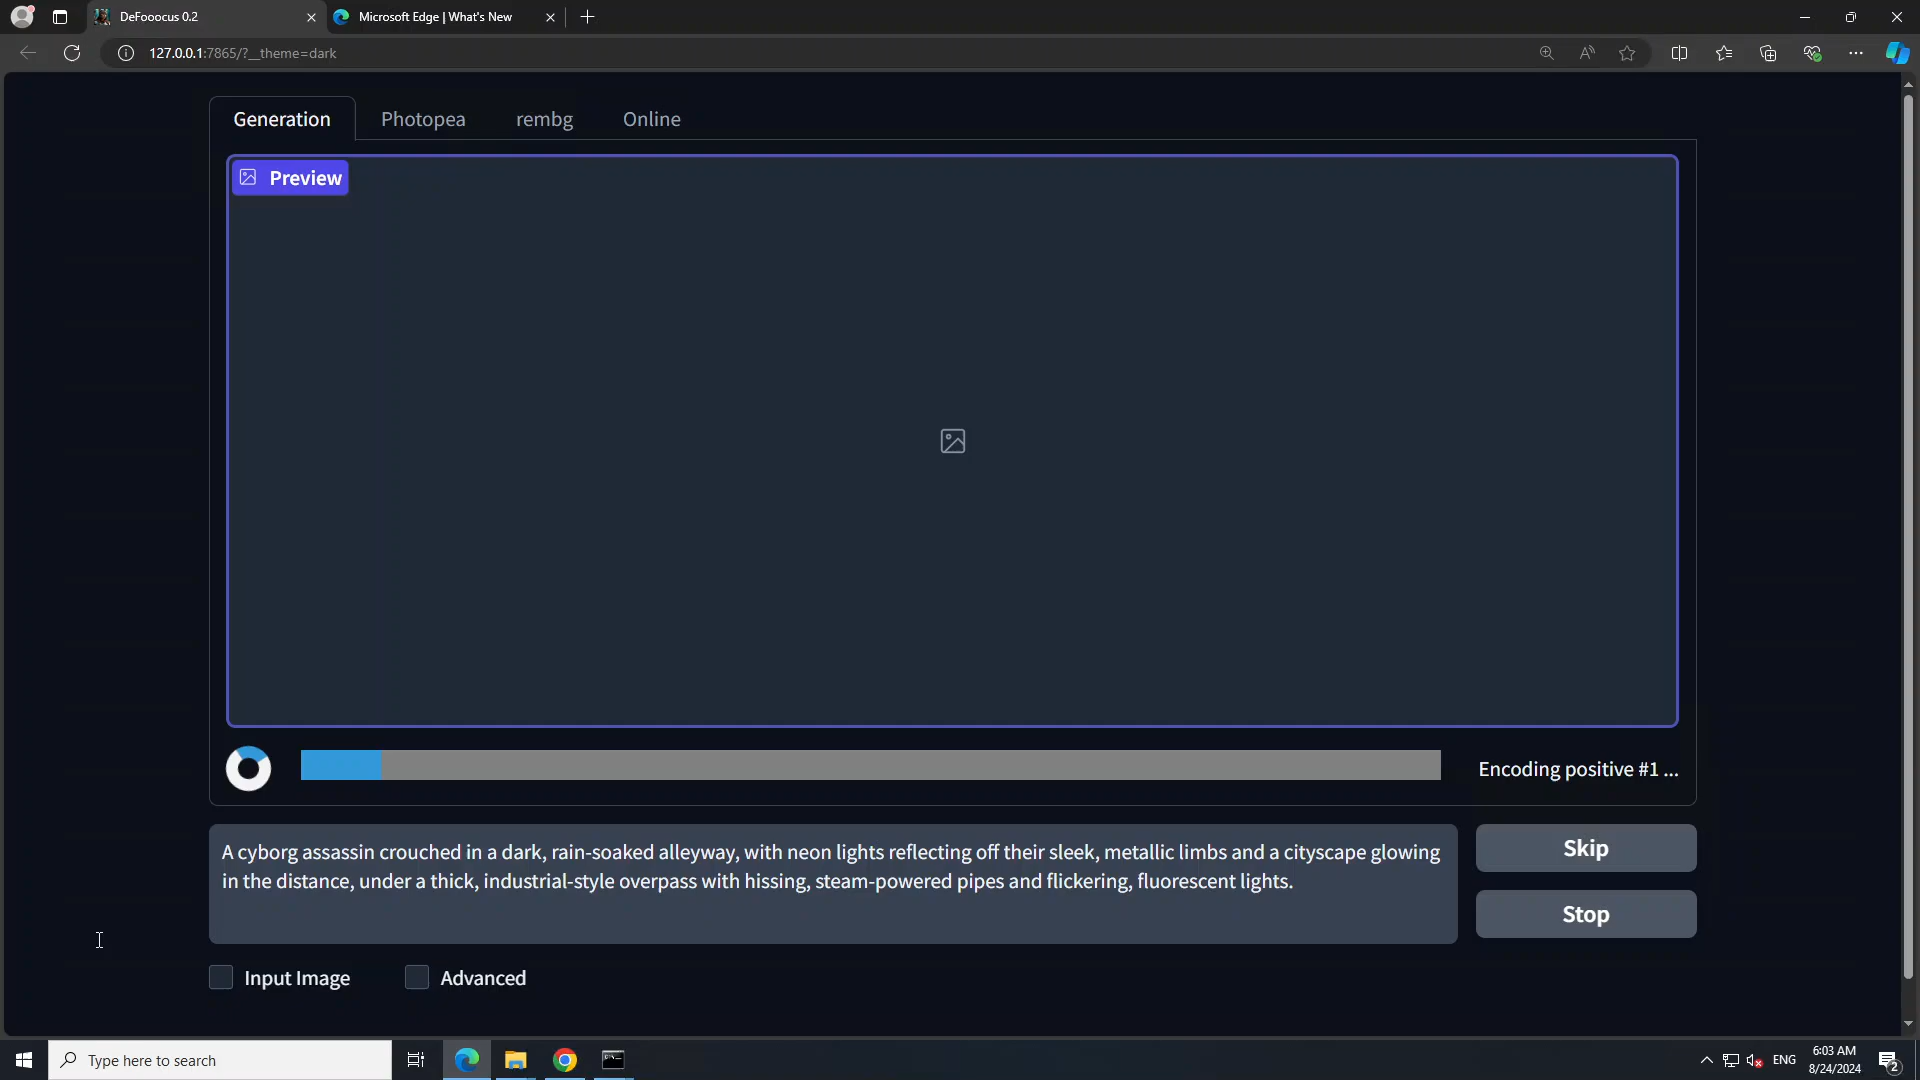 DeFooocus 0.2
Microsoft Edge | What's New
127.0.0.1:7865/?__theme=dark
Generation Photopea rembg Online
Preview
Encoding positive #1 ...
A cyborg assassin crouched in a dark, rain-soaked alleyway, with neon lights reflecting off their sleek, metallic limbs and a cityscape glowing
in the distance, under a thick, industrial-style overpass with hissing, steam-powered pipes and flickering, fluorescent lights.
Skip
Stop
Input Image Advanced
Type here to search
ENG
6:03 AM
8/24/2024
2